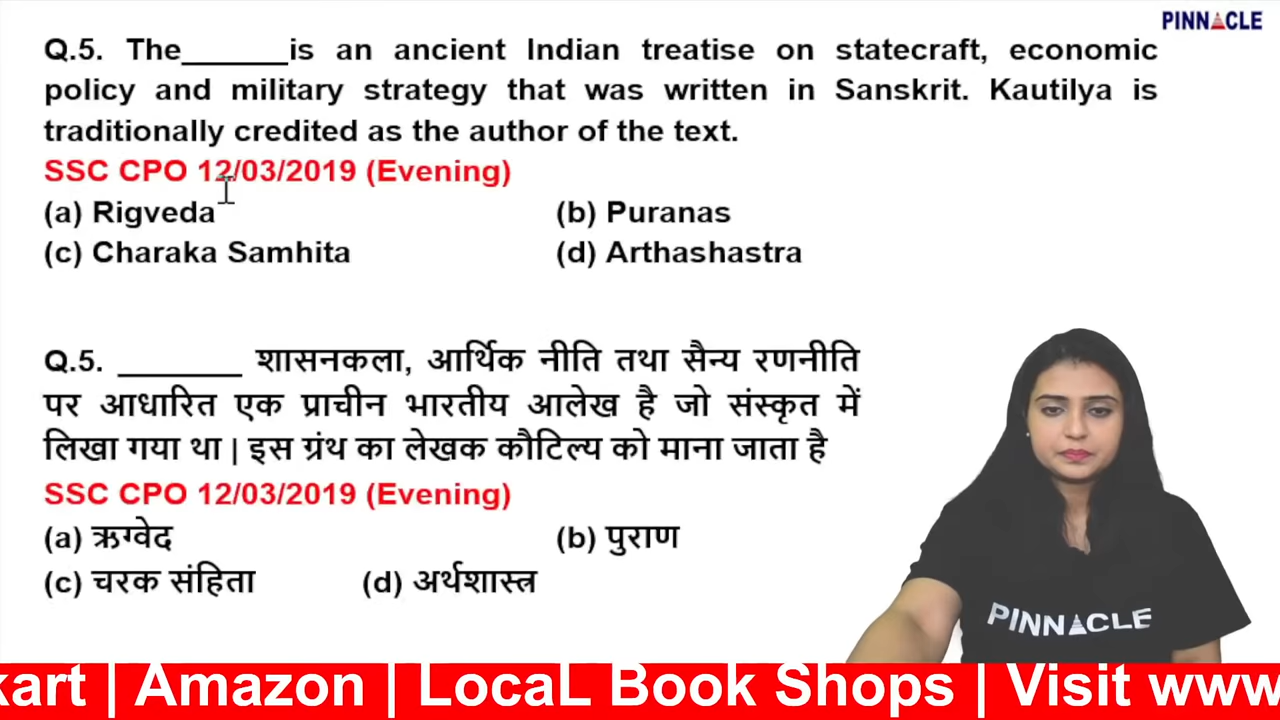 PINNACLE
Q.5. The______is an ancient Indian treatise on statecraft, economic
policy and military strategy that was written in Sanskrit. Kautilya is
traditionally credited as the author of the text.
SSC CPO 12/03/2019 (Evening)
(a) Rigveda (b) Puranas
(c) Charaka Samhita (d) Arthashastra
Q.5. _______ शासनकला, आर्थिक नीति तथा सैन्य रणनीति
पर आधारित एक प्राचीन भारतीय आलेख है जो संस्कृत में
लिखा गया था | इस ग्रंथ का लेखक कौटिल्य को माना जाता है
SSC CPO 12/03/2019 (Evening)
(a) ऋग्वेद (b) पुराण
(c) चरक संहिता (d) अर्थशास्त्र
PINNACLE
kart | Amazon | LocaL Book Shops | Visit www